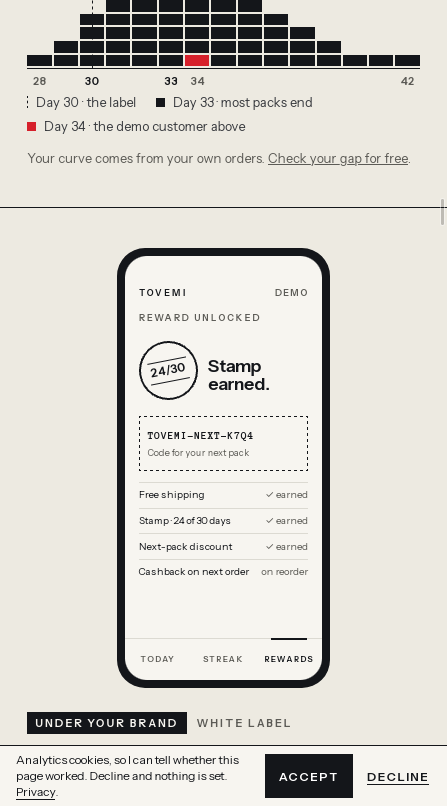 28 30 33 34 42
Day 30 · the label Day 33 · most packs end
Day 34 · the demo customer above
Your curve comes from your own orders. Check your gap for free.
TOVEMI DEMO
REWARD UNLOCKED
24/30
Stamp
earned.
TOVEMI-NEXT-K7Q4
Code for your next pack
Free shipping ✓ earned
Stamp · 24 of 30 days ✓ earned
Next-pack discount ✓ earned
Cashback on next order on reorder
TODAY STREAK REWARDS
UNDER YOUR BRAND WHITE LABEL
Analytics cookies, so I can tell whether this
page worked. Decline and nothing is set.
Privacy.
ACCEPT DECLINE